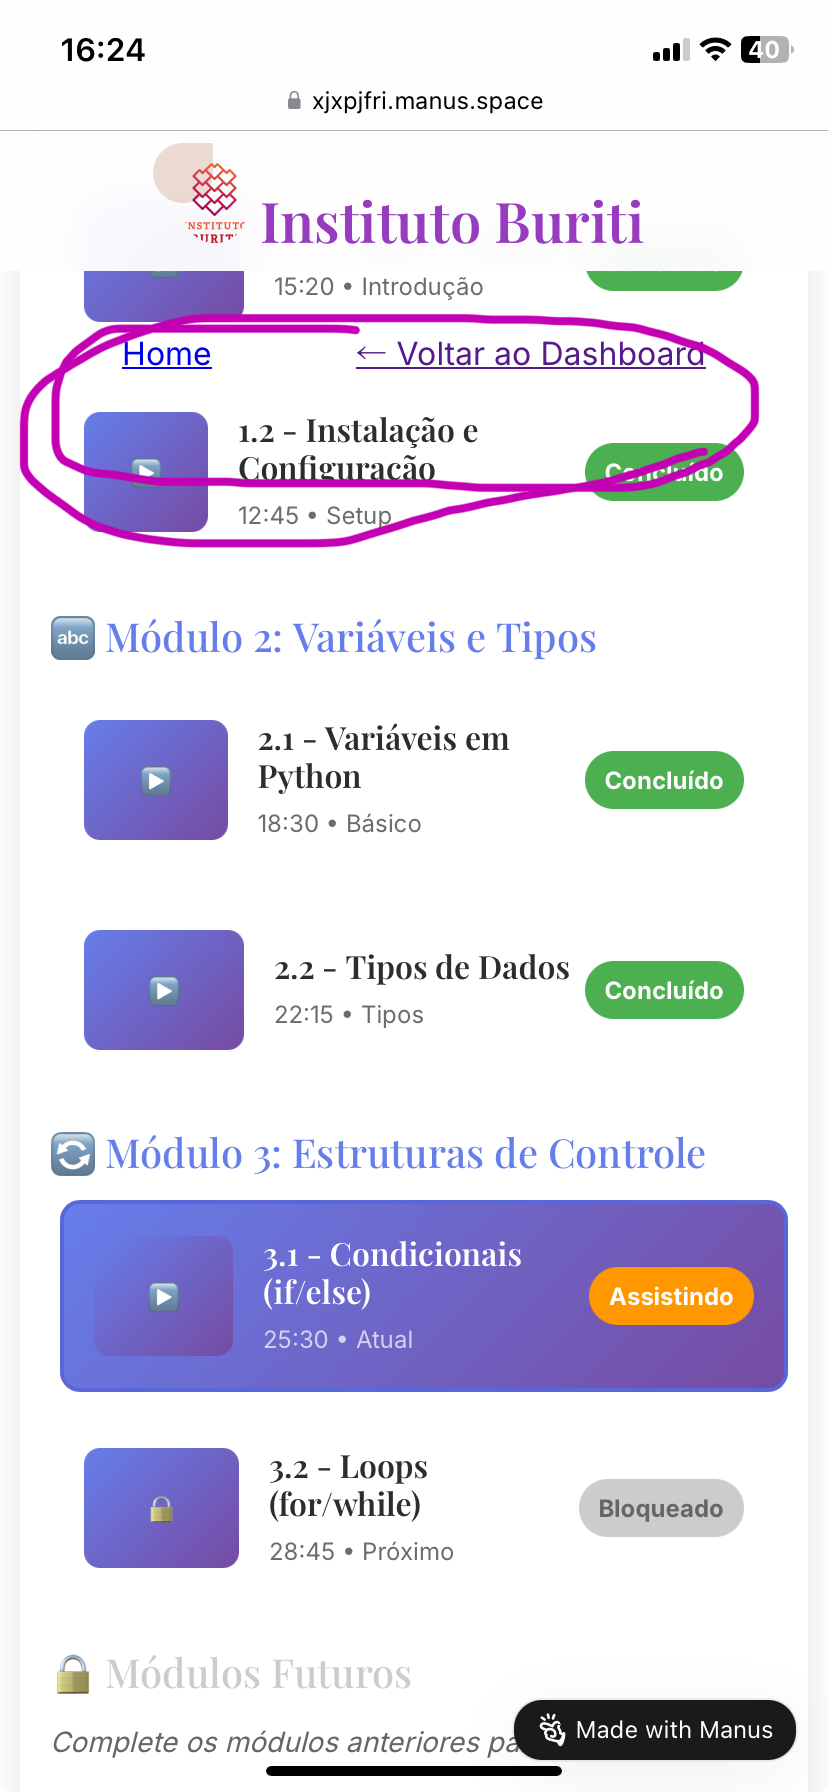 16:24
40
xjxpjfri.manus.space
Instituto Buriti
15:20 • Introdução
Home
← Voltar ao Dashboard
1.2 - Instalação e
Configuração
12:45 • Setup
Concluído
abc Módulo 2: Variáveis e Tipos
2.1 - Variáveis em
Python
18:30 • Básico
Concluído
2.2 - Tipos de Dados
22:15 • Tipos
Concluído
Módulo 3: Estruturas de Controle
3.1 - Condicionais
(if/else)
25:30 • Atual
Assistindo
3.2 - Loops
(for/while)
28:45 • Próximo
Bloqueado
Módulos Futuros
Complete os módulos anteriores
Made with Manus